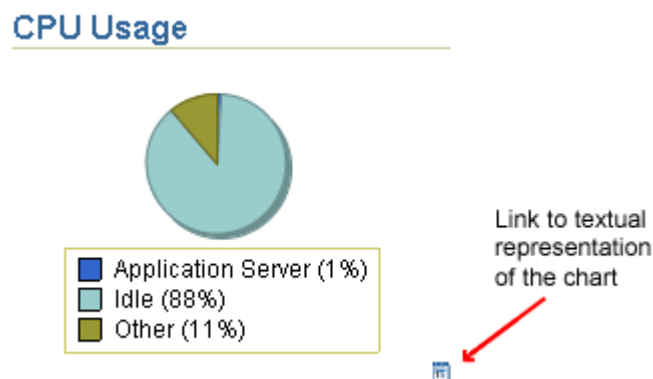 CPU Usage
Application Server (1%)
Idle (88%)
Other (11%)
Link to textual
representation
of the chart